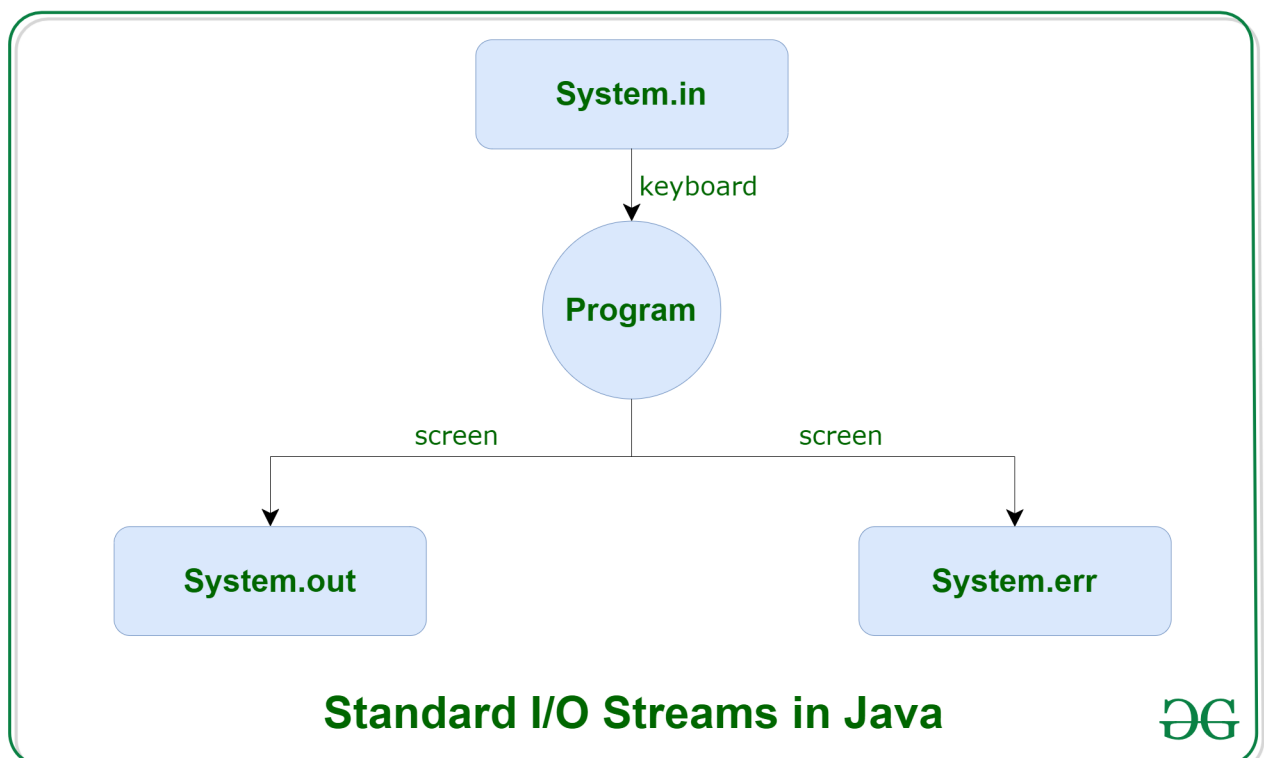 System.in
keyboard
Program
screen
screen
System.out
System.err
Standard I/O Streams in Java